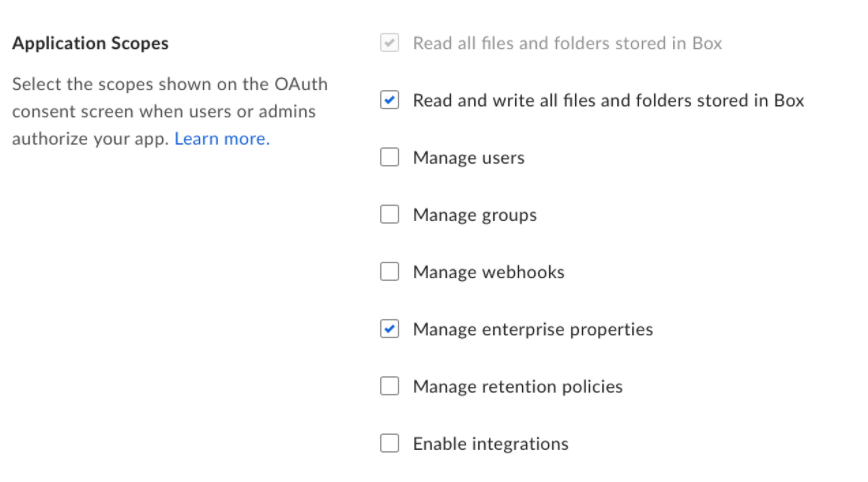 Application Scopes
Select the scopes shown on the OAuth
consent screen when users or admins
authorize your app. Learn more.
Read all files and folders stored in Box
Read and write all files and folders stored in Box
Manage users
Manage groups
Manage webhooks
Manage enterprise properties
Manage retention policies
Enable integrations